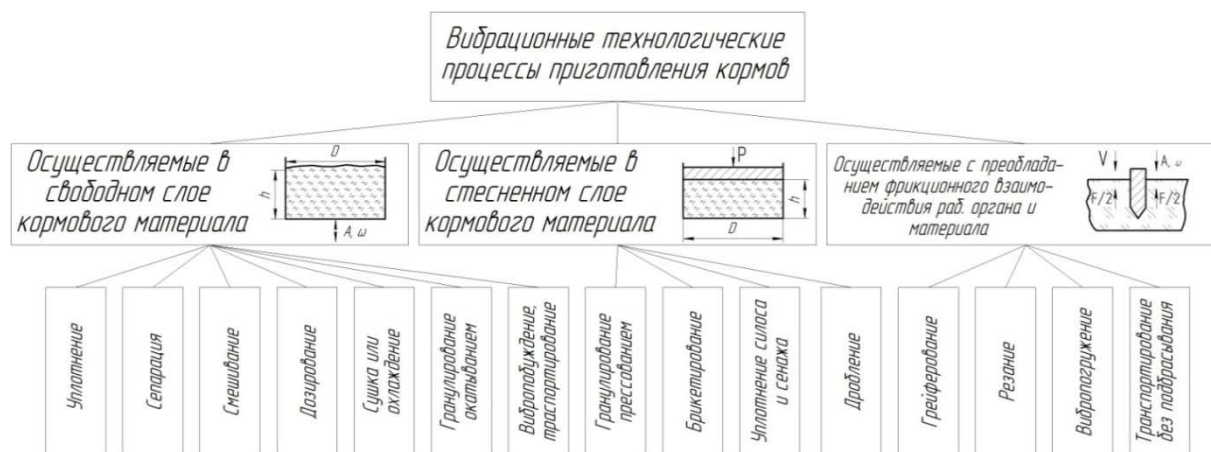 Вибрационные технологические
процессы приготовления кормов
Осуществляемые в
свободном слое
кормового материала
D
h
A, ω
Осуществляемые в
стесненном слое
кормового материала
P
h
D
Осуществляемые с преоблада-
нием фрикционного взаимо-
действия раб. органа и
материала
V
A, ω
F/2
F/2
Уплотнение
Сепарация
Смешивание
Дозирование
Сушка или
охлаждение
Гранулирование
окатыванием
Вибропобуждение,
траспортирование
Гранулирование
прессованием
Брикетирование
Уплотнение силоса
и сенажа
Дробление
Грейферование
Резание
Вибропогружение
Транспортирование
без подбрасывания